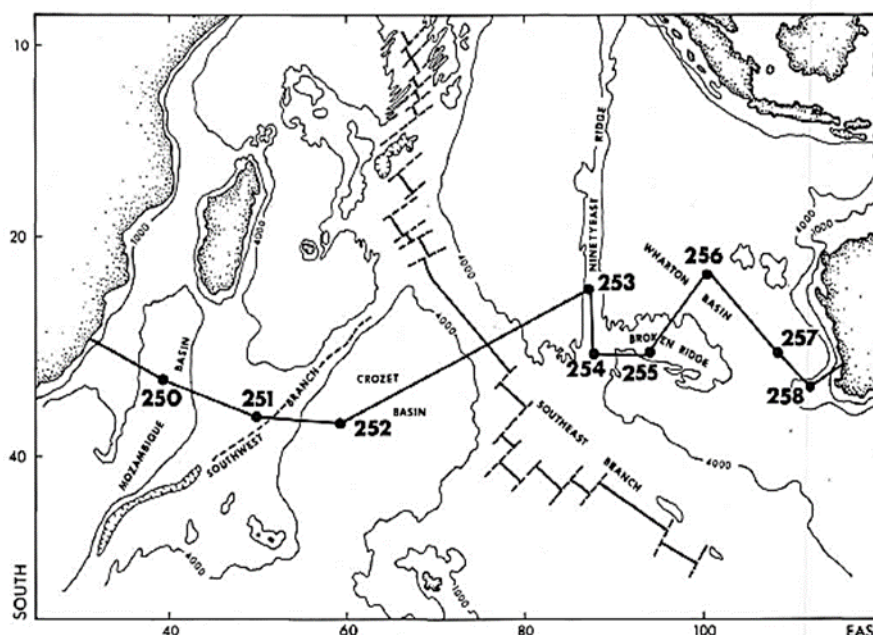 10
20
40
SOUTH
40
60
80
100
EAS
1000
4000
4000
4000
4000
1000
4000
4000
RIDGE
NINETYEAST
WHARTON
BASIN
BROKEN RIDGE
253
254
255
256
257
258
BASIN
MOZAMBIQUE
250
251
252
BRANCH
SOUTHWEST
CROZET
BASIN
SOUTHEAST
BRANCH
4000
1000